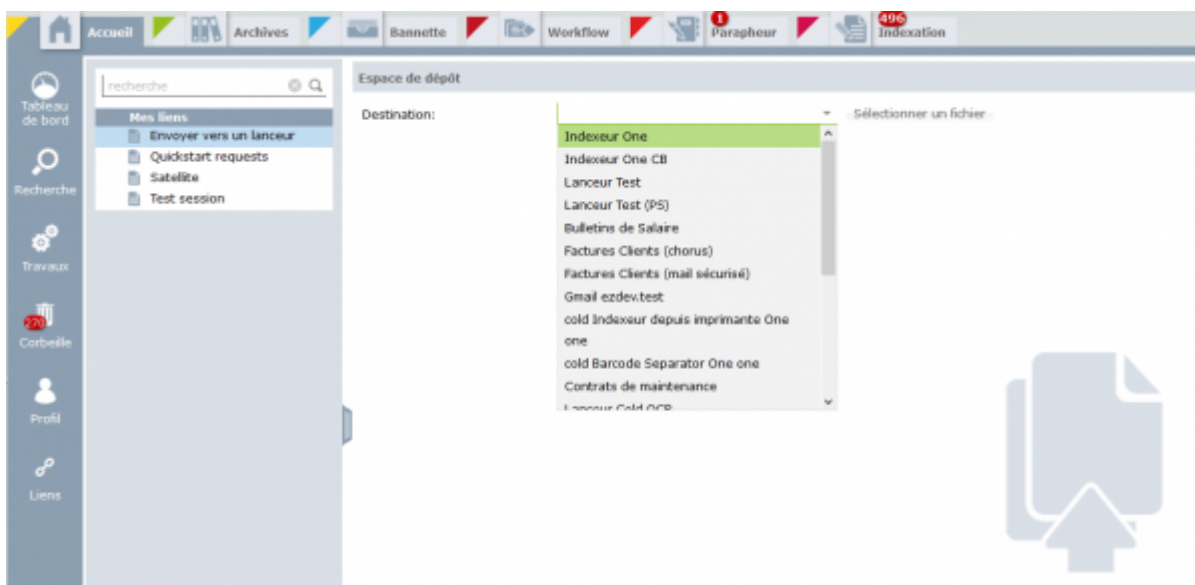 Accueil Archives Bannette Workflow 1 Parapheur 496 Indexation
Tableau de bord
Recherche
Travaux
270
Corbeille
Profil
Liens
recherche
Mes liens
Envoyer vers un lanceur
Quickstart requests
Satellite
Test session
Espace de dépôt
Destination:
Sélectionner un fichier
Indexeur One
Indexeur One CB
Lanceur Test
Lanceur Test (PS)
Bulletins de Salaire
Factures Clients (chorus)
Factures Clients (mail sécurisé)
Gmail ezdev.test
cold Indexeur depuis imprimante One
one
cold Barcode Separator One one
Contrats de maintenance
Lanceur Cold OCR